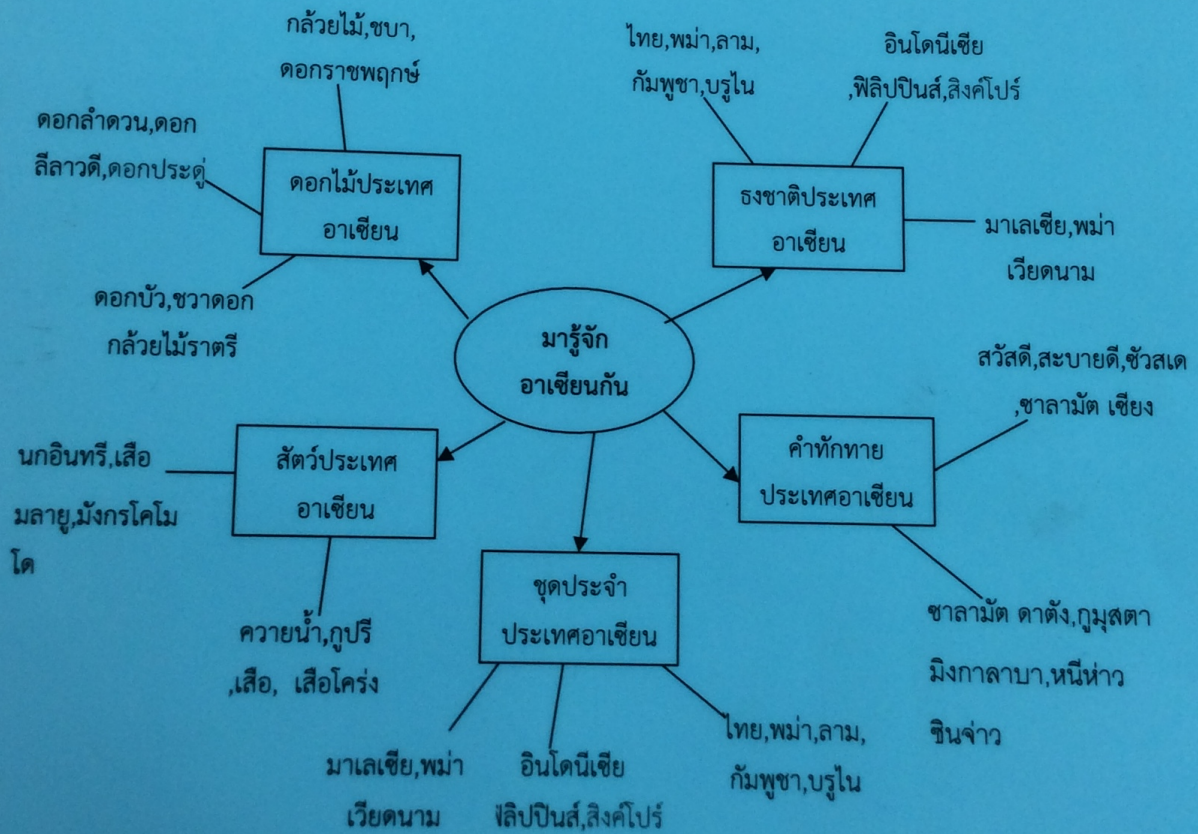 กล้วยไม้,ชบา,
ดอกราชพฤกษ์
ดอกลำดวน,ดอก
ลีลาวดี,ดอกประดู่
ดอกไม้ประเทศ
อาเซียน
ดอกบัว,ชวาดอก
กล้วยไม้ราตรี
ไทย,พม่า,ลาม,
กัมพูชา,บรูไน
อินโดนีเซีย
,ฟิลิปปินส์,สิงค์โปร์
ธงชาติประเทศ
อาเซียน
มาเลเซีย,พม่า
เวียดนาม
มารู้จัก
อาเซียนกัน
สวัสดี,สะบายดี,ซัวสเด
,ซาลามัต เซียง
คำทักทาย
ประเทศอาเซียน
ซาลามัต ดาตัง,กูมุสตา
มิงกาลาบา,หนีห่าว
ซินจ่าว
นกอินทรี,เสือ
มลายู,มังกรโคโม
โด
สัตว์ประเทศ
อาเซียน
ควายน้ำ,กูปรี
,เสือ, เสือโคร่ง
ชุดประจำ
ประเทศอาเซียน
มาเลเซีย,พม่า
เวียดนาม
อินโดนีเซีย
ฟิลิปปินส์,สิงค์โปร์
ไทย,พม่า,ลาม,
กัมพูชา,บรูไน